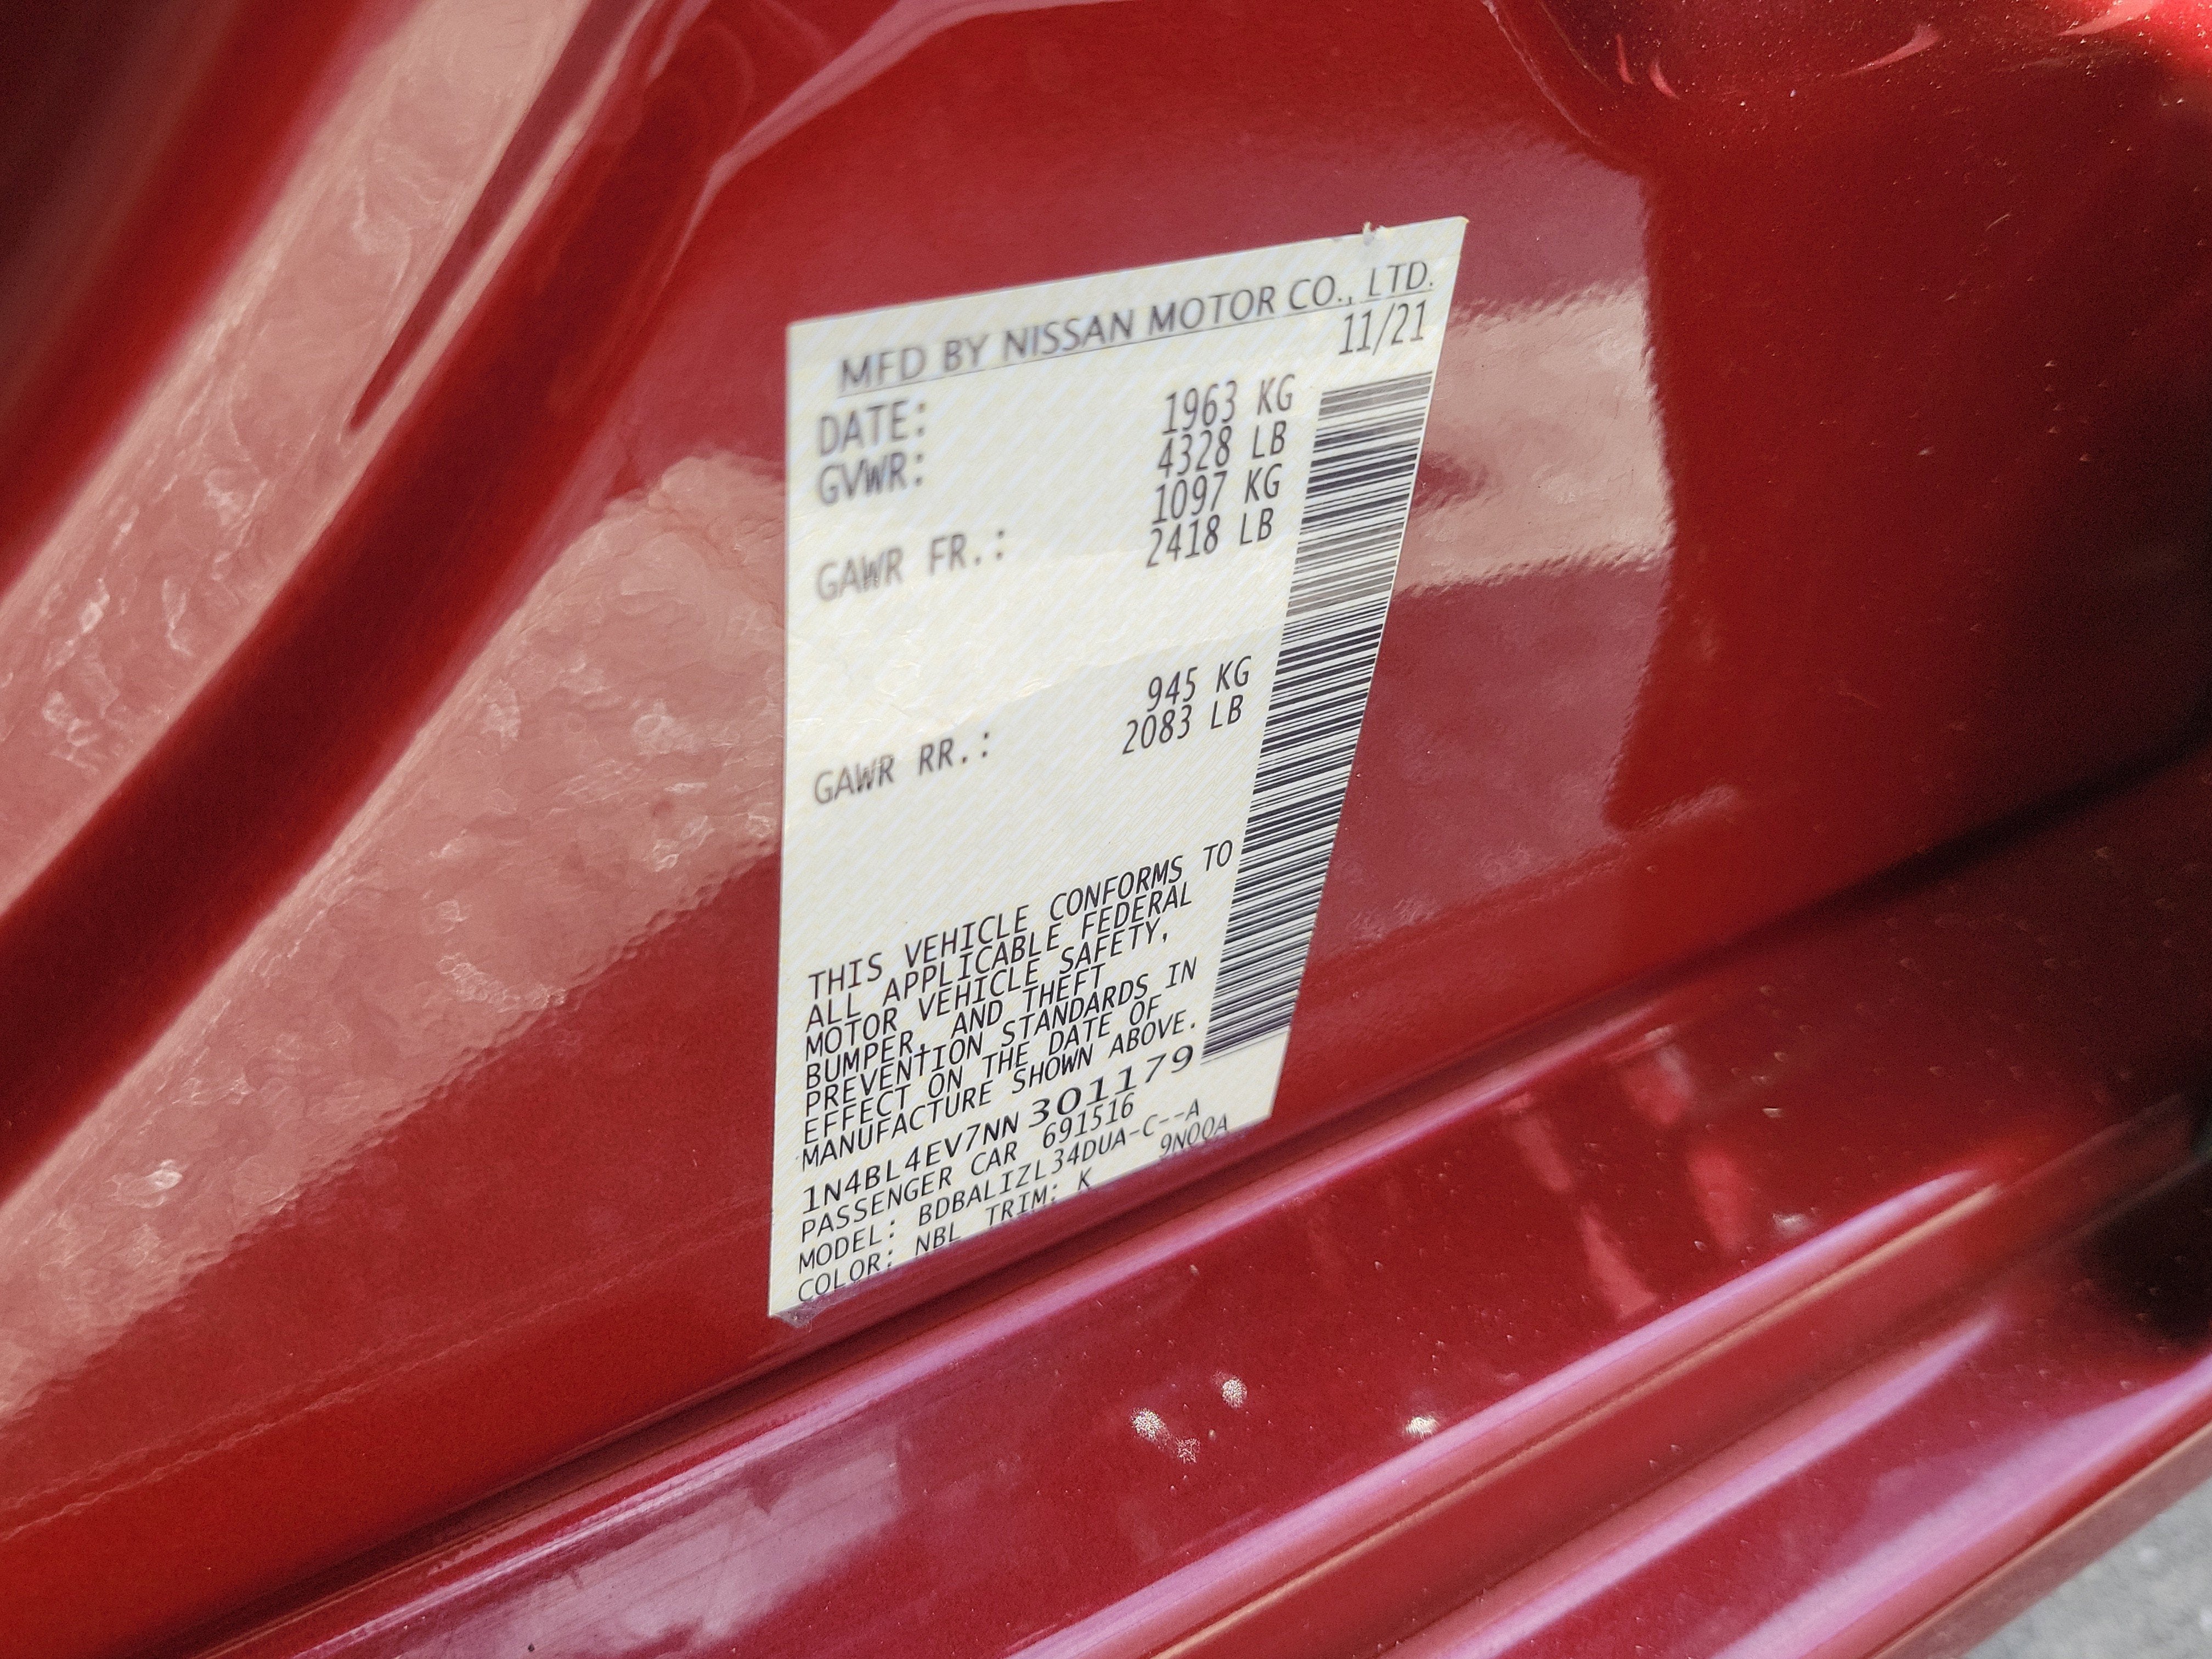 MFD BY NISSAN MOTOR CO., LTD.
DATE: 11/21
GVWR: 1963 KG
4328 LB
GAWR FR.: 1097 KG
2418 LB
GAWR RR.: 945 KG
2083 LB
THIS VEHICLE CONFORMS TO
ALL APPLICABLE FEDERAL
MOTOR VEHICLE SAFETY,
BUMPER, AND THEFT
PREVENTION STANDARDS IN
EFFECT ON THE DATE OF
MANUFACTURE SHOWN ABOVE.
1N4BL4EV7NN301179
PASSENGER CAR 691516
MODEL: BDBALIZL34DUA-C--A
COLOR: NBL TRIM: K 9NQQA